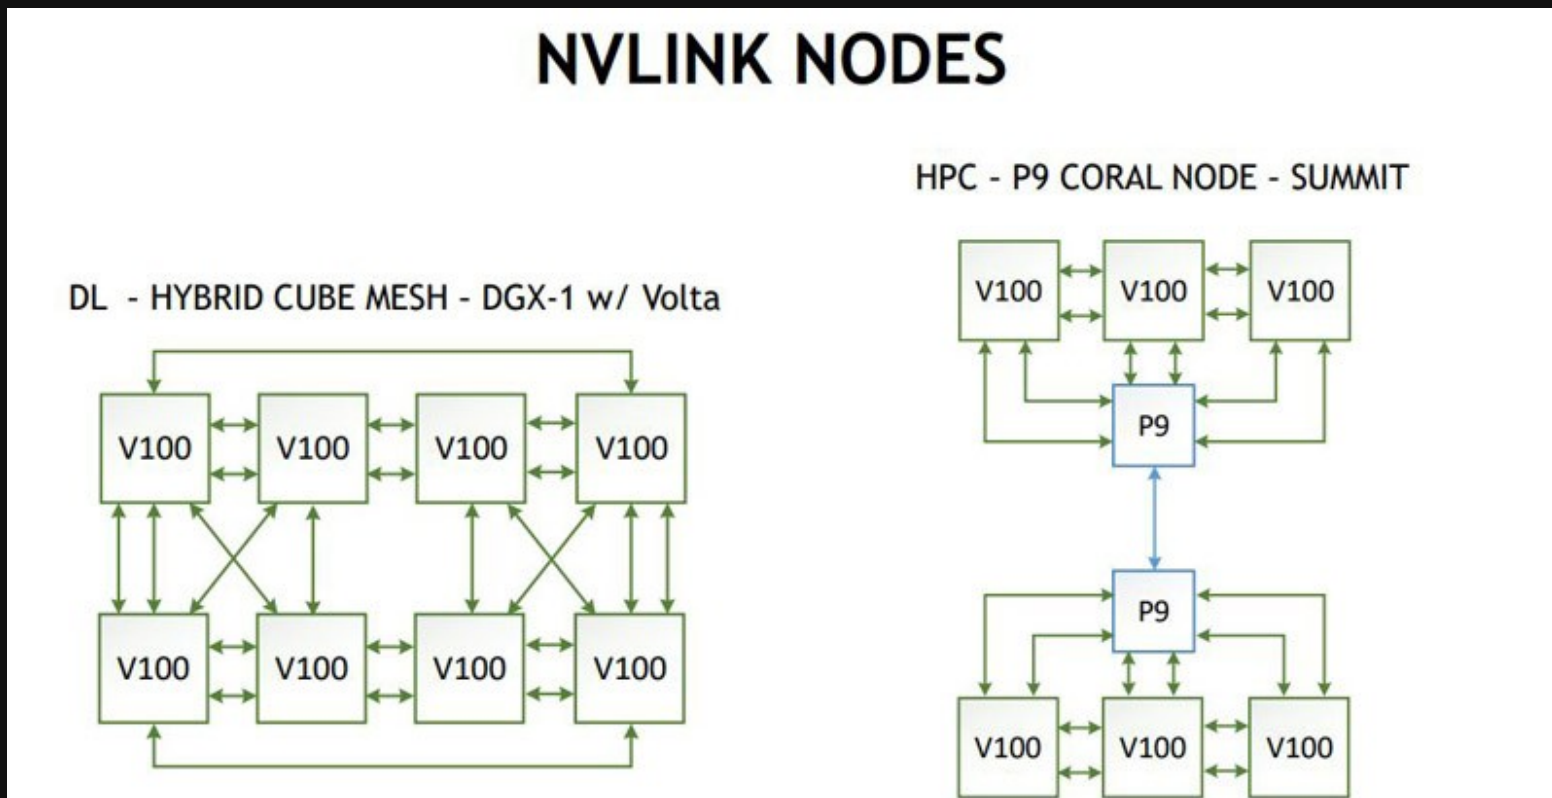 NVLINK NODES
DL - HYBRID CUBE MESH - DGX-1 w/ Volta
V100 V100 V100 V100
V100 V100 V100 V100
HPC - P9 CORAL NODE - SUMMIT
V100 V100 V100
P9
P9
V100 V100 V100